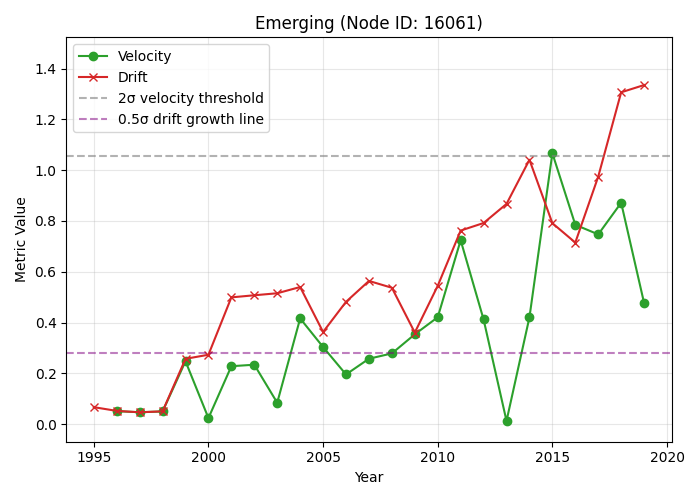 Emerging (Node ID: 16061)
Velocity
Drift
2σ velocity threshold
0.5σ drift growth line
Metric Value
1.4
1.2
1.0
0.8
0.6
0.4
0.2
0.0
1995 2000 2005 2010 2015 2020
Year